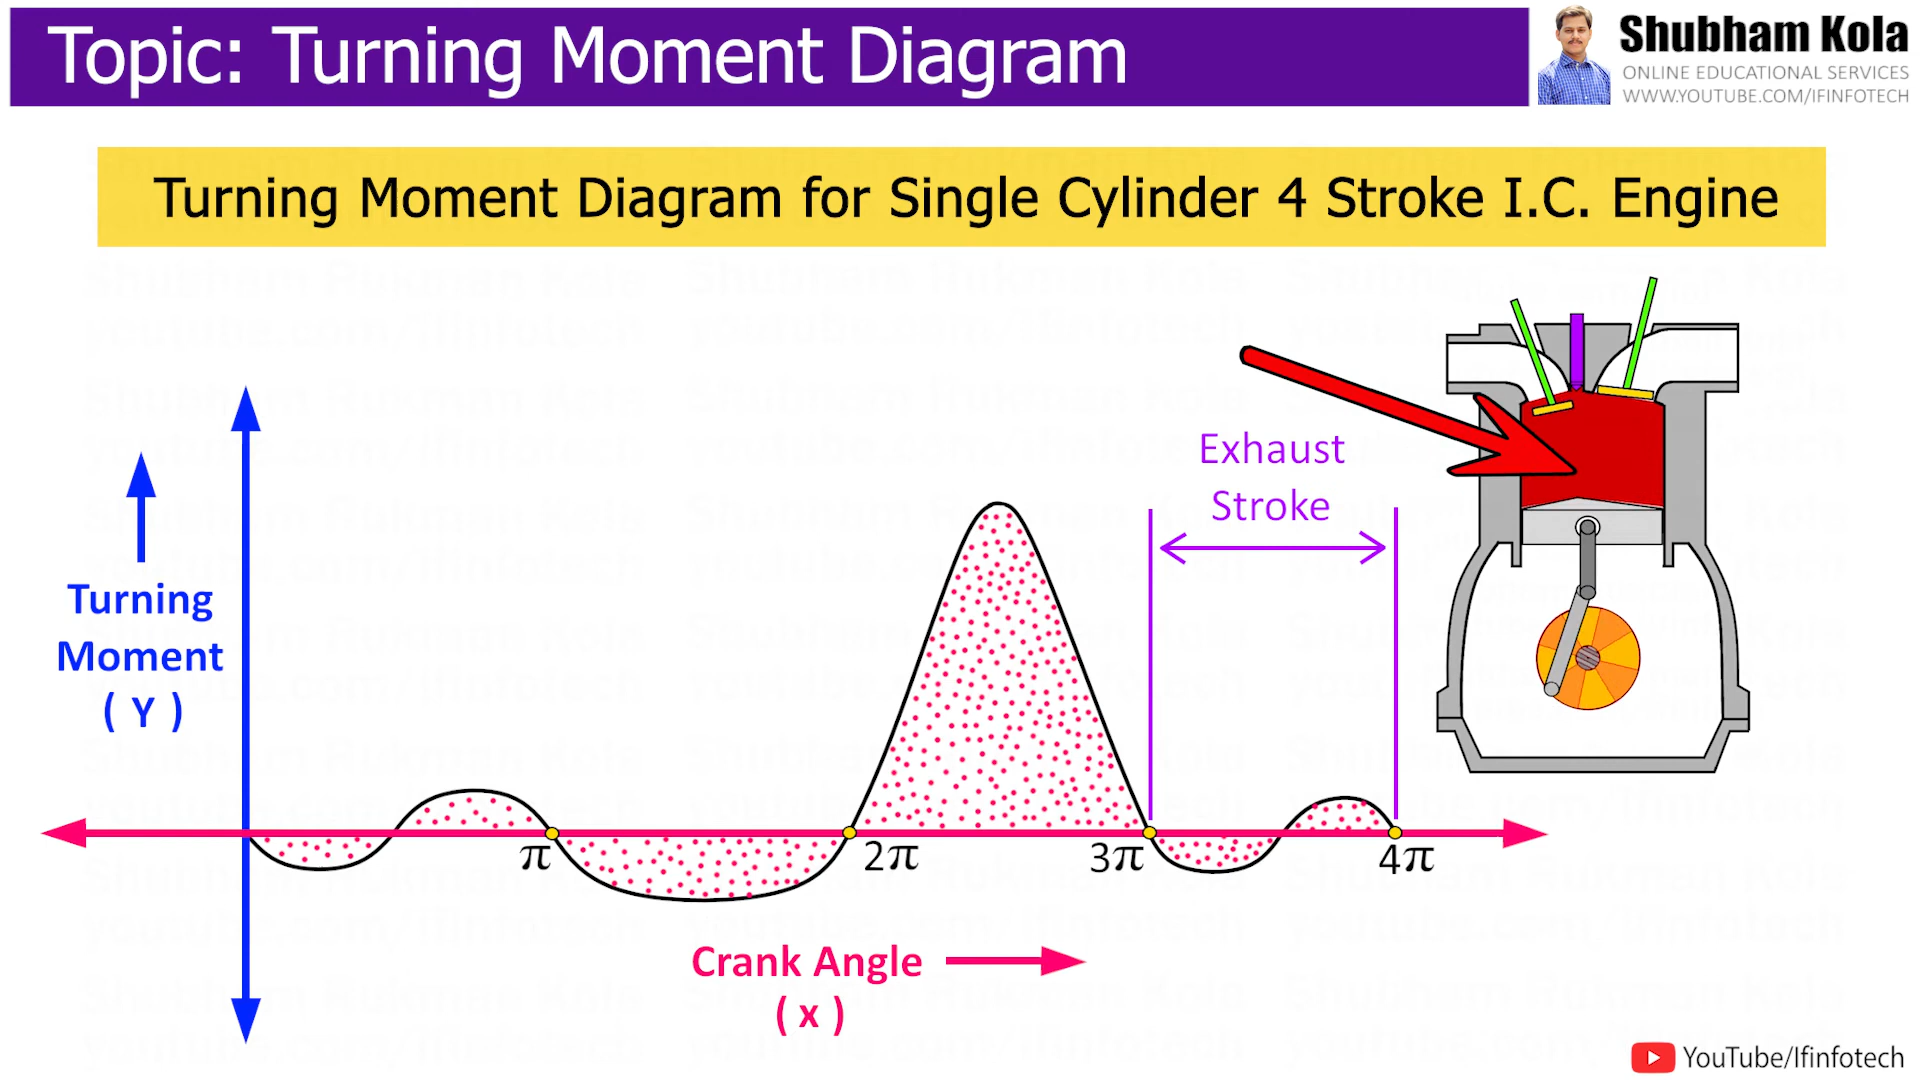 Topic: Turning Moment Diagram
Shubham Kola
ONLINE EDUCATIONAL SERVICES
WWW.YOUTUBE.COM/IFINFOTECH
Turning Moment Diagram for Single Cylinder 4 Stroke I.C. Engine
Exhaust
Stroke
Turning
Moment
( Y )
π
2π
3π
4π
Crank Angle
( x )
YouTube/Ifinfotech